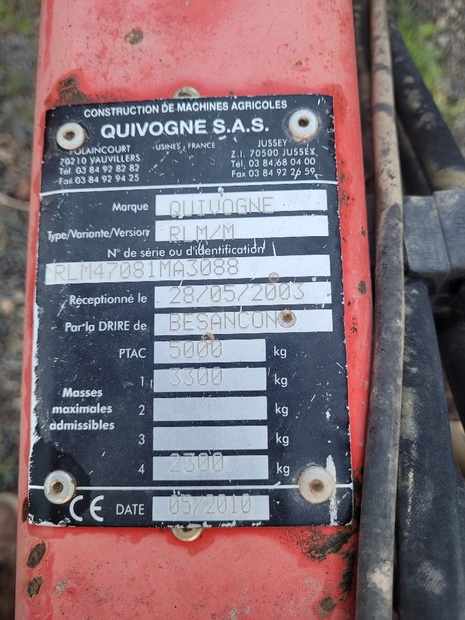 CONSTRUCTION DE MACHINES AGRICOLES
QUIVOGNE S.A.S.
USINES : FRANCE
POLAINCOURT
70210 VAUVILLERS
Tél. 03 84 92 82 82
Fax 03 84 92 94 25
JUSSEY
Z.I. 70500 JUSSEY
Tél. 03 84 68 04 00
Fax 03 84 92 26 59
Marque QUIVOGNE
Type/Variante/Version RLM/M
N° de série ou d'identification
RLM47081MA3088
Réceptionné le 28/05/2003
Par la DRIRE de BESANCON
PTAC 5000 kg
Masses maximales admissibles
1 3300 kg
2 kg
3 kg
4 2300 kg
CE DATE 05/2010